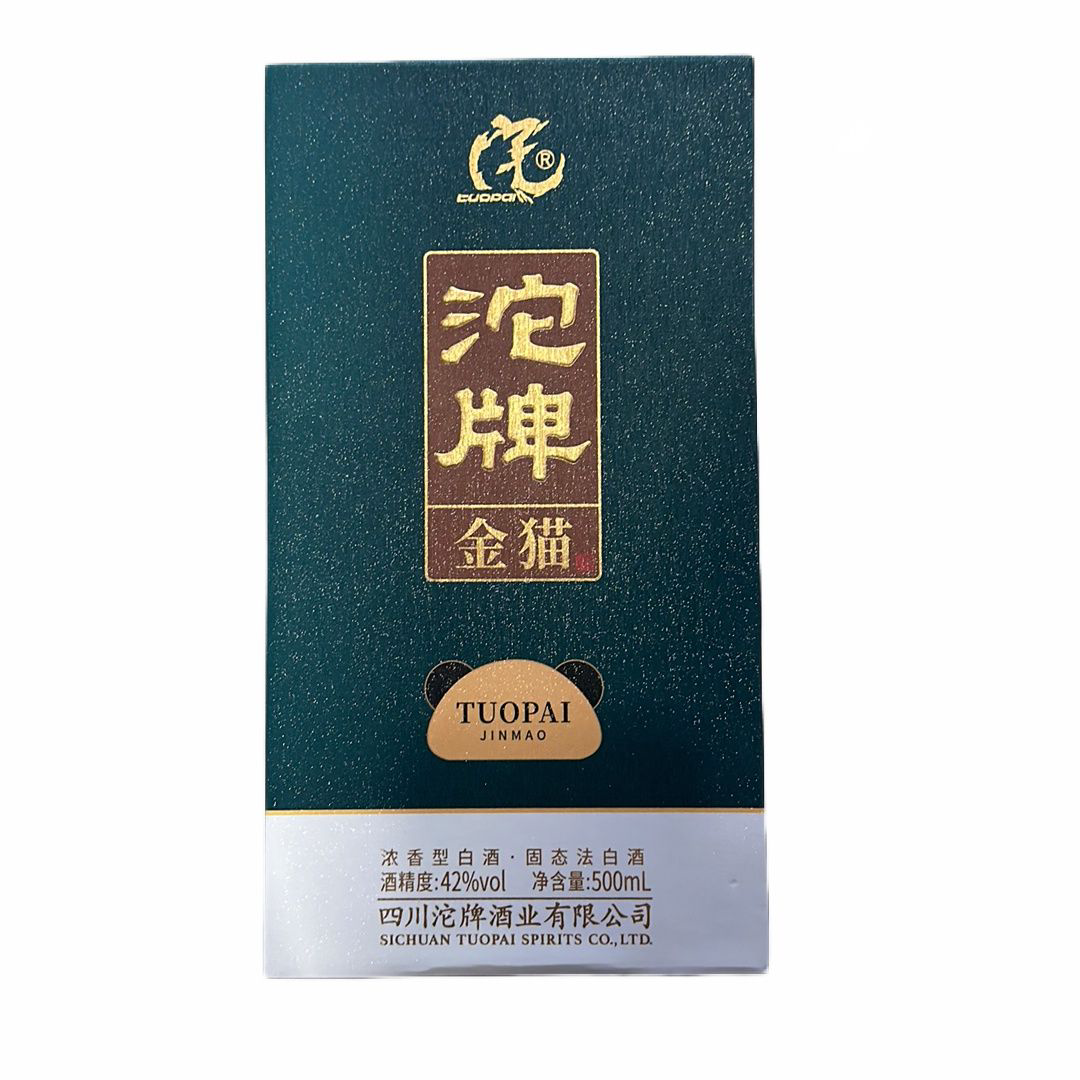 tuopai
®
沱
牌
金猫
TUOPAI
JINMAO
浓香型白酒·固态法白酒
酒精度:42%vol 净含量:500mL
四川沱牌酒业有限公司
SICHUAN TUOPAI SPIRITS CO.,LTD.